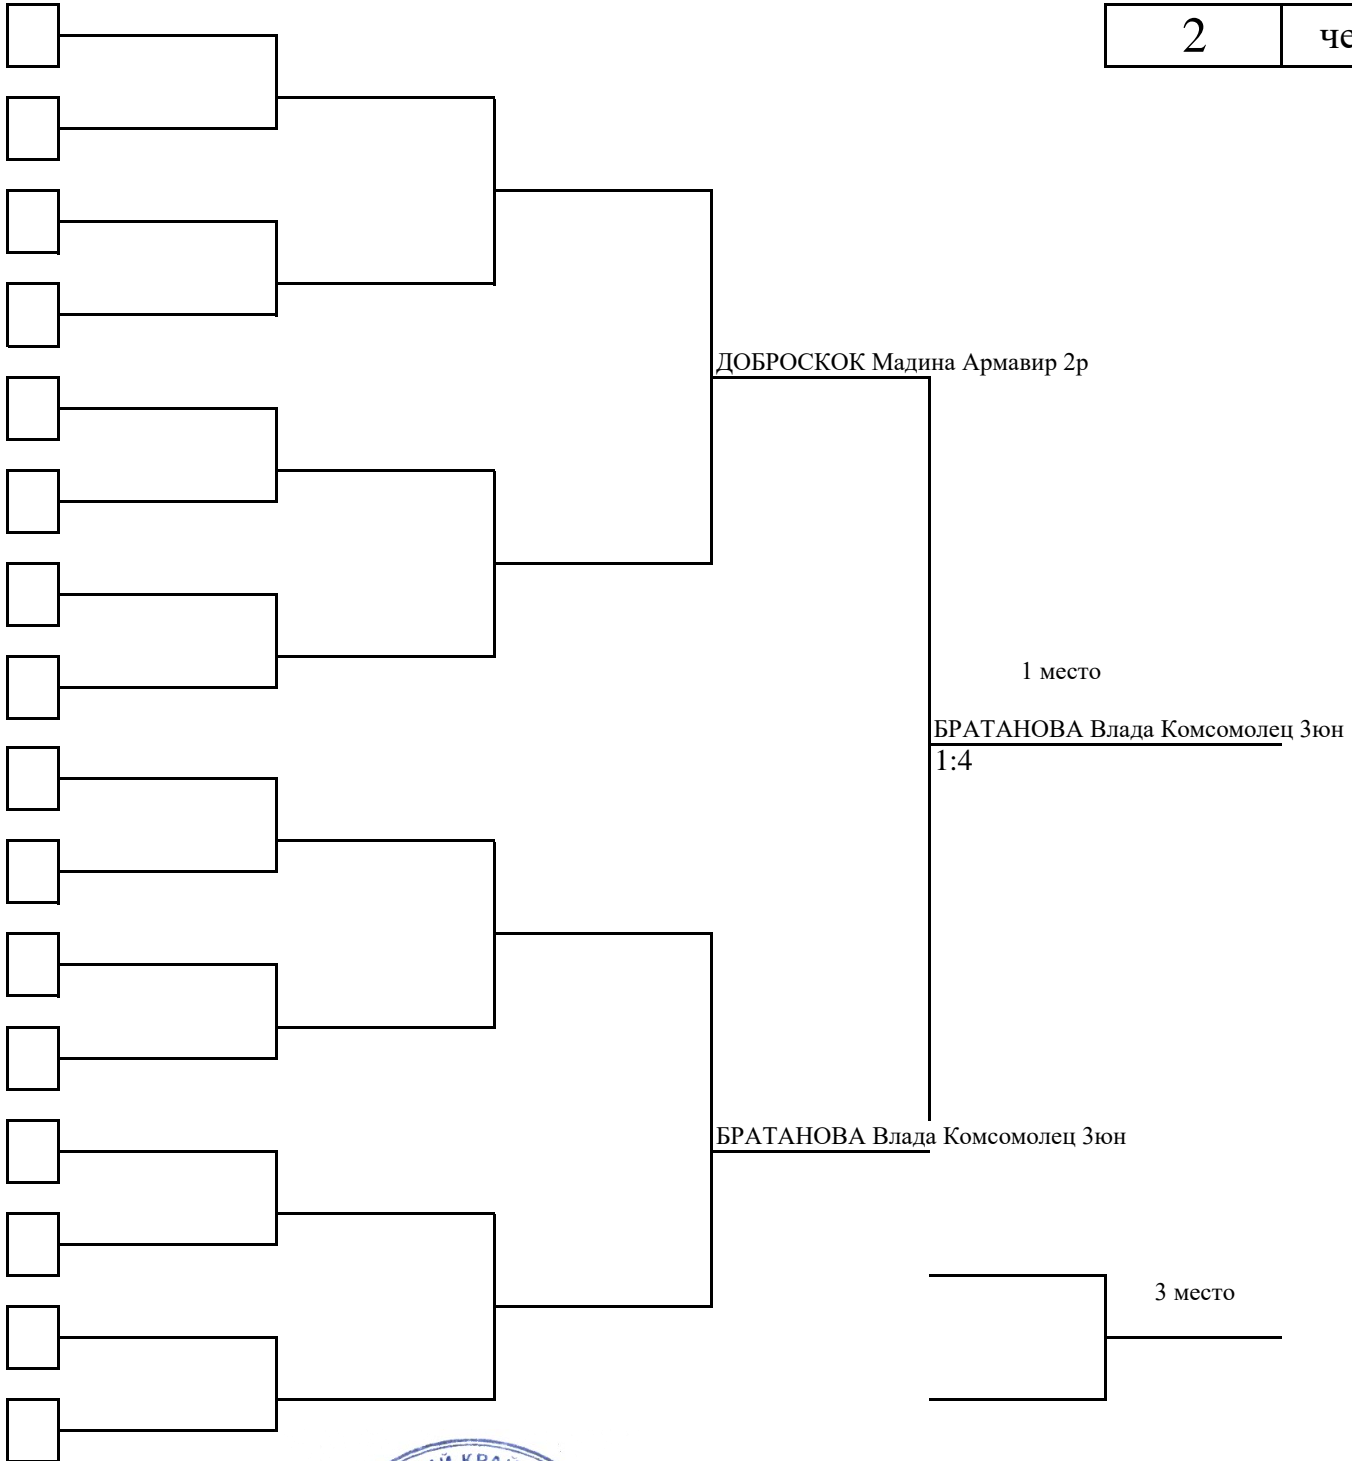 2 че
ДОБРОСКОК Мадина Армавир 2р
1 место
БРАТАНОВА Влада Комсомолец 3юн
1:4
БРАТАНОВА Влада Комсомолец 3юн
3 место